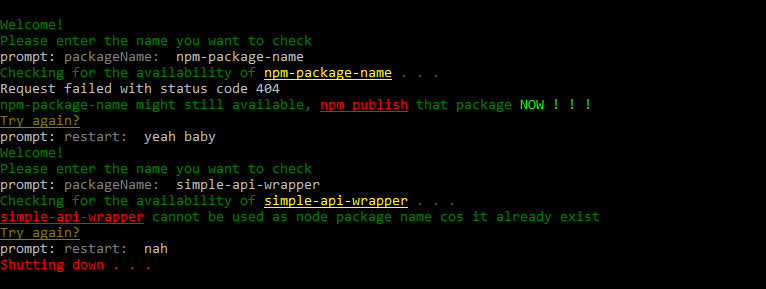 Welcome!
Please enter the name you want to check
prompt: packageName:  npm-package-name
Checking for the availability of npm-package-name . . .
Request failed with status code 404
npm-package-name might still available, npm publish that package NOW ! ! !
Try again?
prompt: restart:  yeah baby
Welcome!
Please enter the name you want to check
prompt: packageName:  simple-api-wrapper
Checking for the availability of simple-api-wrapper . . .
simple-api-wrapper cannot be used as node package name cos it already exist
Try again?
prompt: restart:  nah
Shutting down . . .